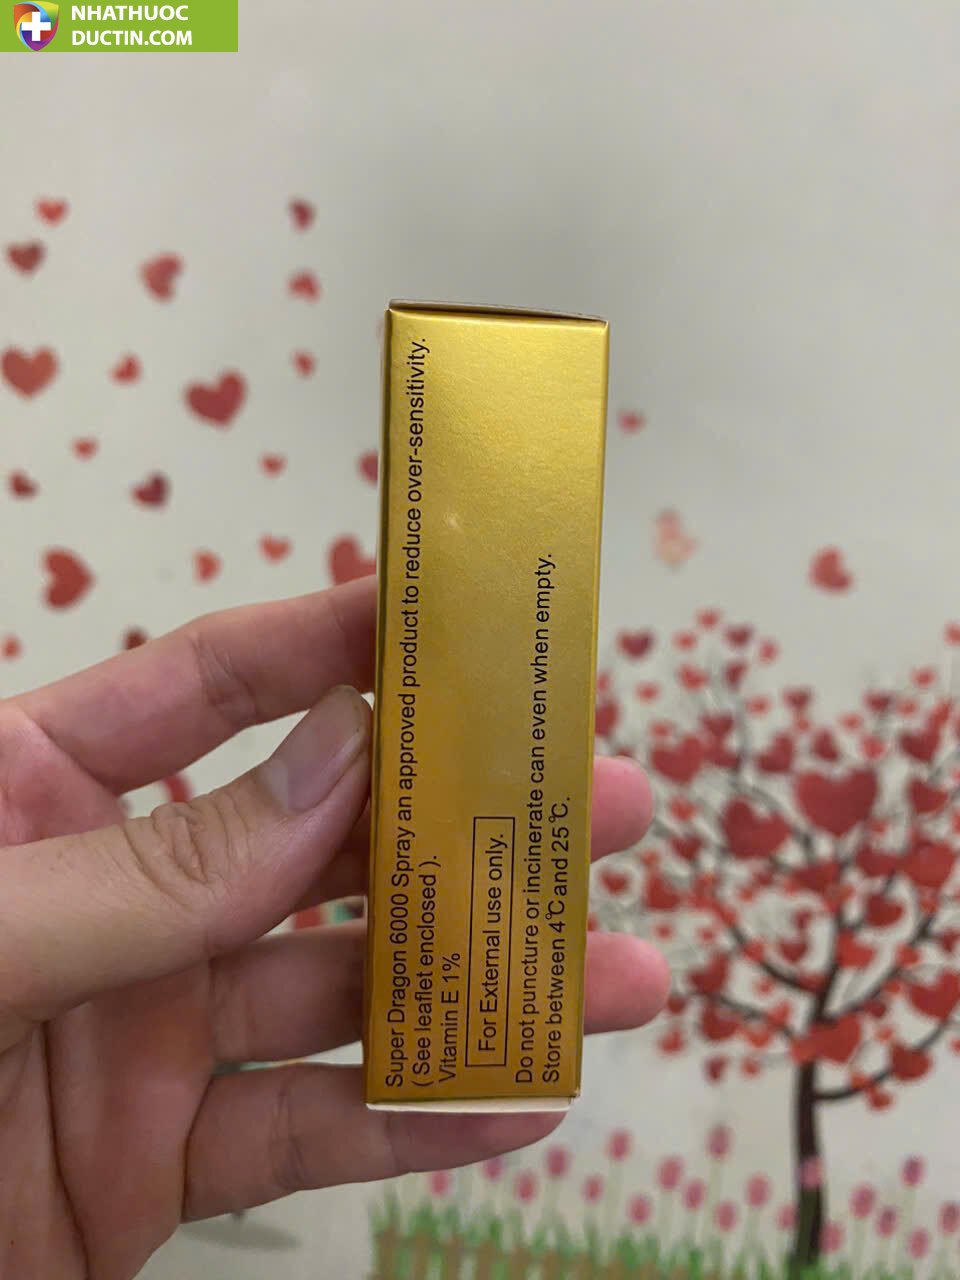 NHATHUOC
DUCTIN.COM
Super Dragon 6000 Spray an approved product to reduce over-sensitivity.
( See leaflet enclosed ).
Vitamin E 1%
For External use only.
Do not puncture or incinerate can even when empty.
Store between 4℃ and 25℃.